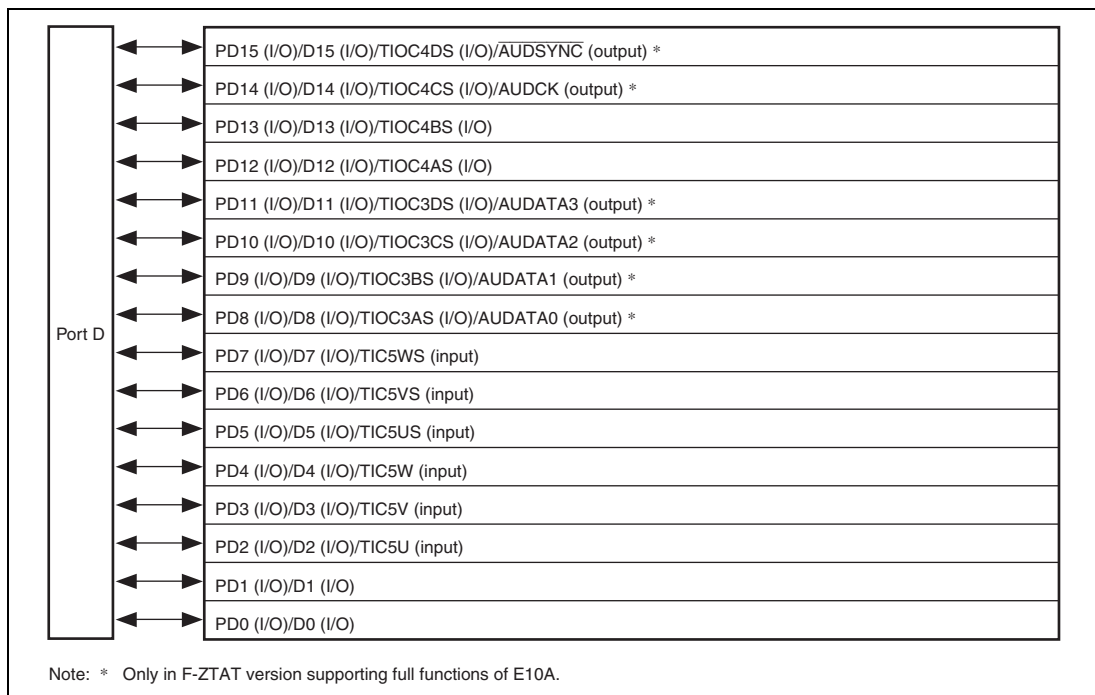 PD15 (I/O)/D15 (I/O)/TIOC4DS (I/O)/A̅U̅D̅S̅Y̅N̅C̅ (output) *
PD14 (I/O)/D14 (I/O)/TIOC4CS (I/O)/AUDCK (output) *
PD13 (I/O)/D13 (I/O)/TIOC4BS (I/O)
PD12 (I/O)/D12 (I/O)/TIOC4AS (I/O)
PD11 (I/O)/D11 (I/O)/TIOC3DS (I/O)/AUDATA3 (output) *
PD10 (I/O)/D10 (I/O)/TIOC3CS (I/O)/AUDATA2 (output) *
PD9 (I/O)/D9 (I/O)/TIOC3BS (I/O)/AUDATA1 (output) *
PD8 (I/O)/D8 (I/O)/TIOC3AS (I/O)/AUDATA0 (output) *
Port D
PD7 (I/O)/D7 (I/O)/TIC5WS (input)
PD6 (I/O)/D6 (I/O)/TIC5VS (input)
PD5 (I/O)/D5 (I/O)/TIC5US (input)
PD4 (I/O)/D4 (I/O)/TIC5W (input)
PD3 (I/O)/D3 (I/O)/TIC5V (input)
PD2 (I/O)/D2 (I/O)/TIC5U (input)
PD1 (I/O)/D1 (I/O)
PD0 (I/O)/D0 (I/O)
Note: * Only in F-ZTAT version supporting full functions of E10A.